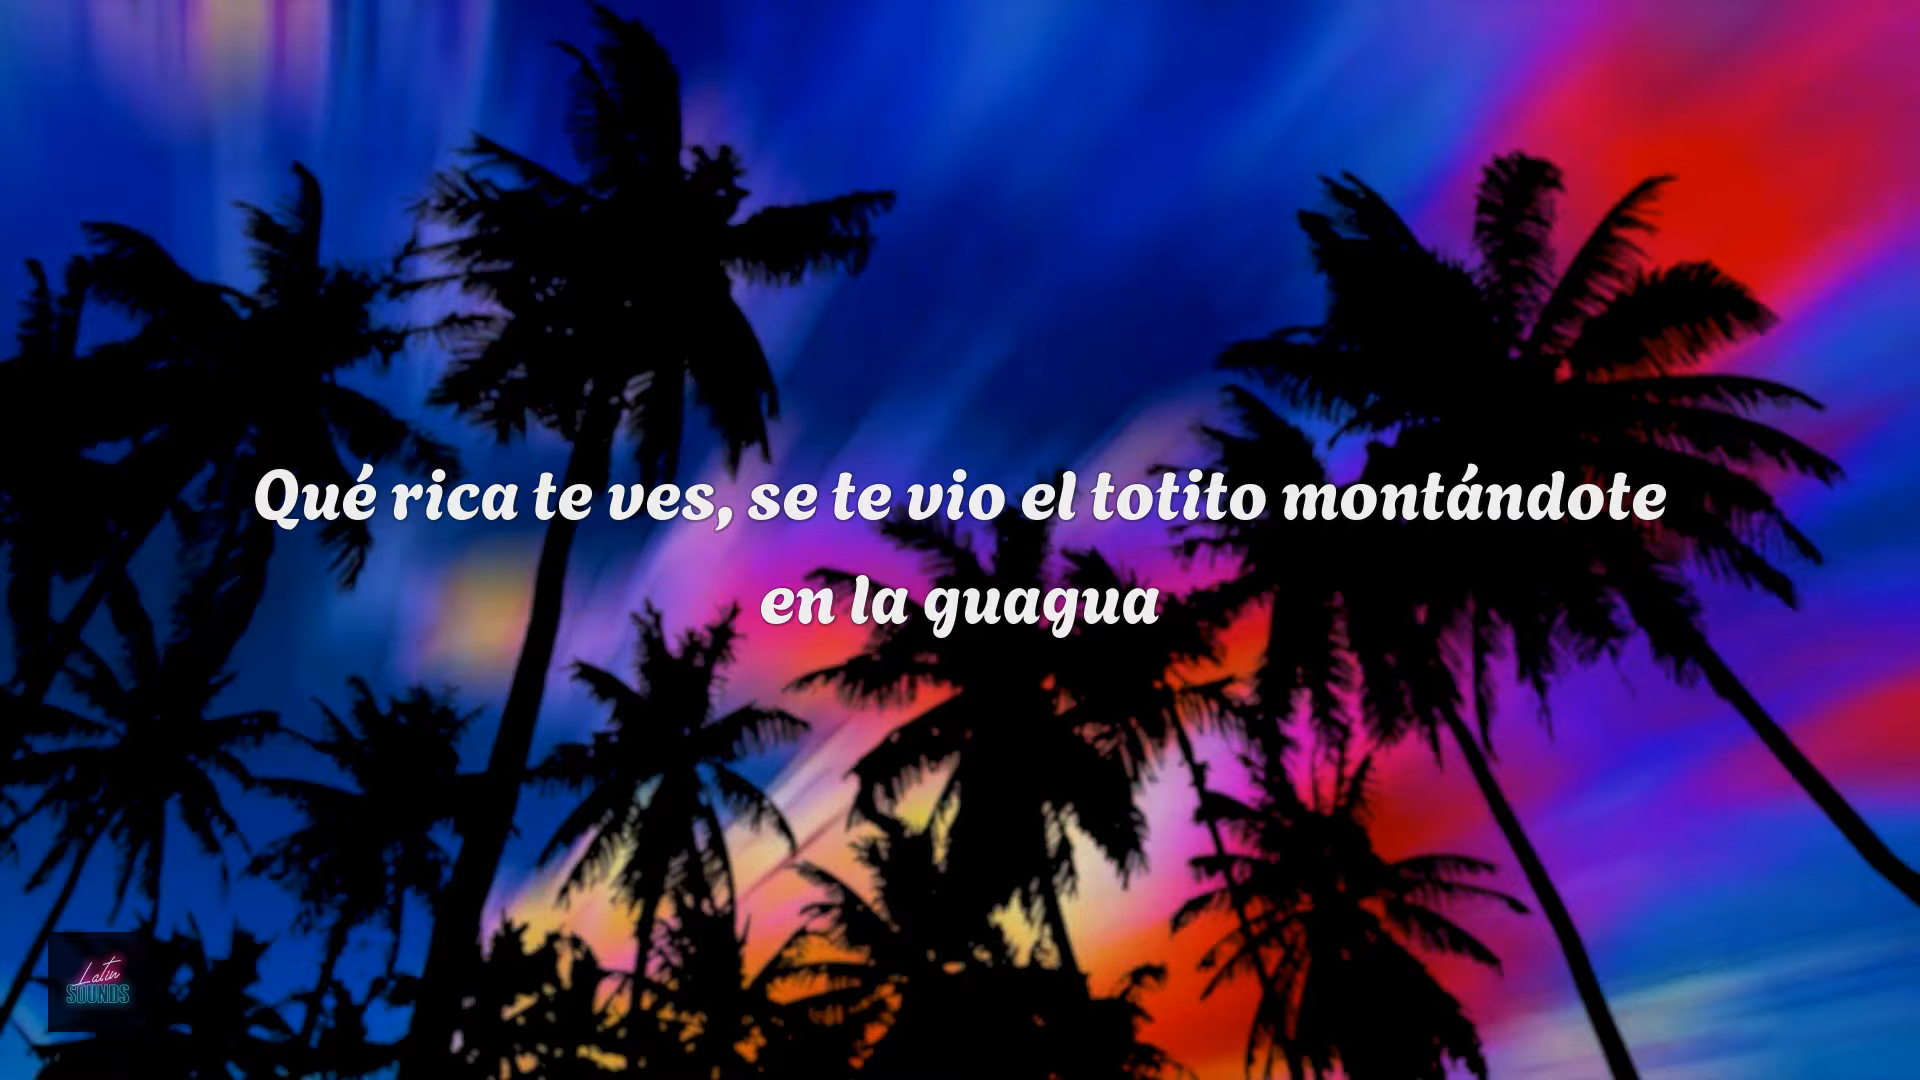 Qué rica te ves, se te vio el totito montándote
en la guagua
Latin
SOUNDS